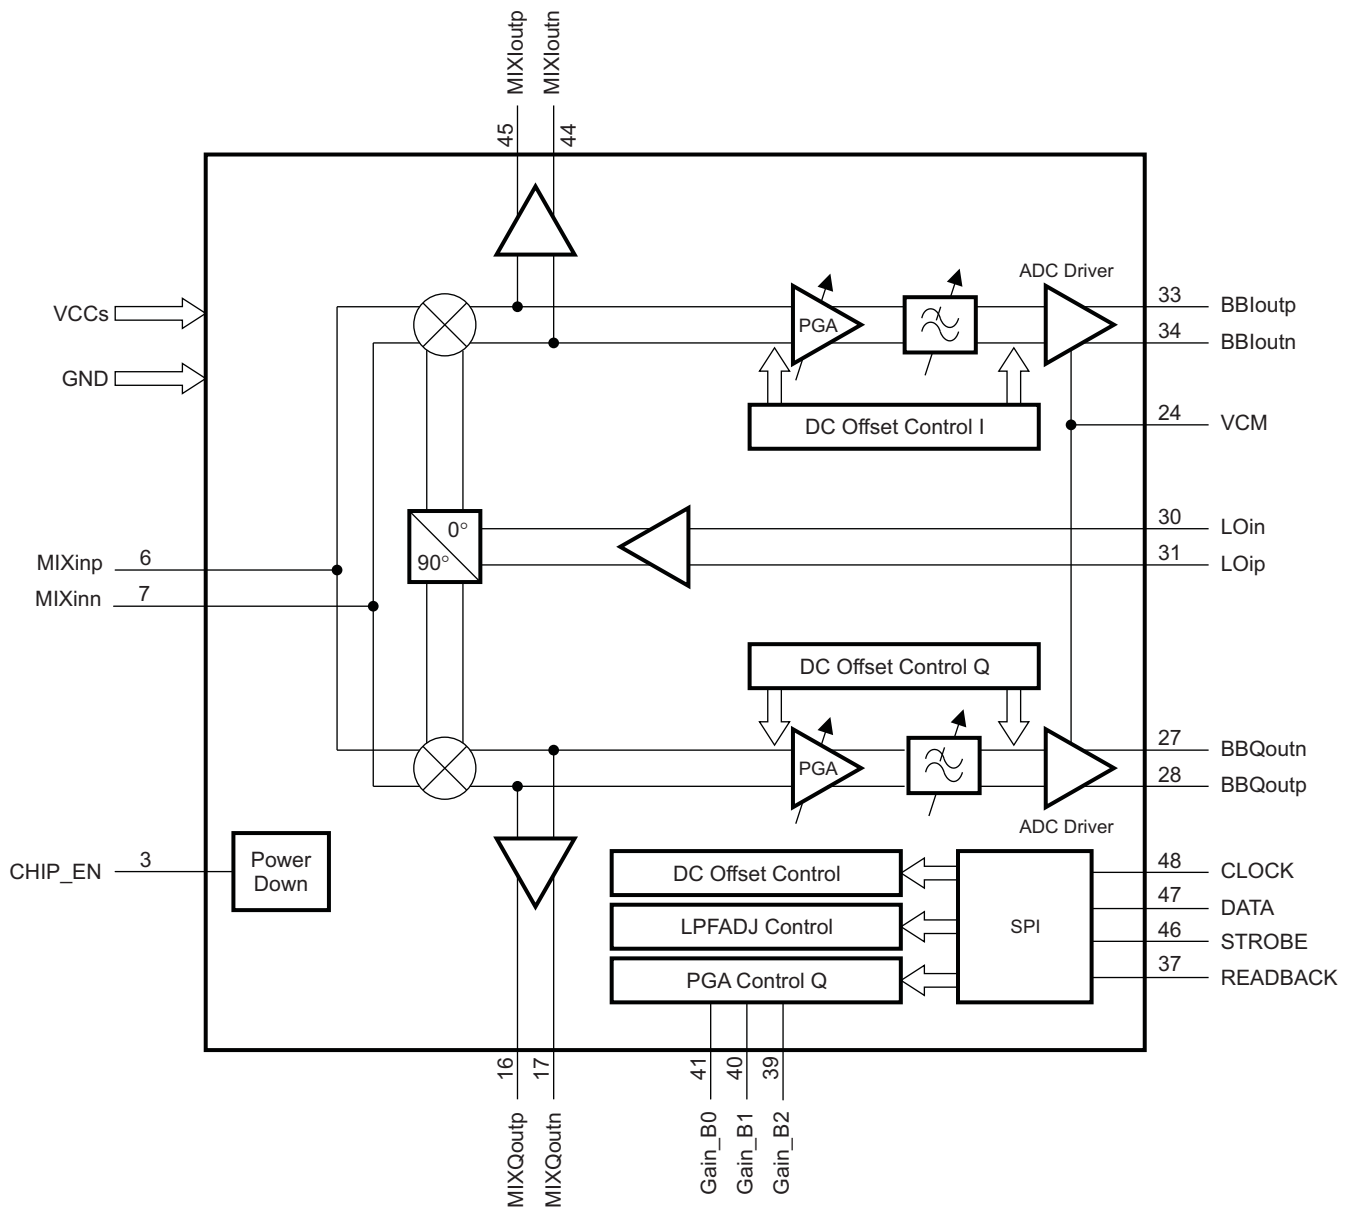 MIXIoutp
MIXIoutn
45
44
ADC Driver
VCCs
33
BBIoutp
PGA
34
BBIoutn
GND
24
VCM
DC Offset Control I
0°
30
LOin
90°
31
LOip
MIXinp
6
MIXinn
7
DC Offset Control Q
27
BBQoutn
PGA
28
BBQoutp
ADC Driver
CHIP_EN
3
Power
Down
DC Offset Control
LPFADJ Control
PGA Control Q
SPI
48
CLOCK
47
DATA
46
STROBE
37
READBACK
16
17
41
40
39
MIXQoutp
MIXQoutn
Gain_B0
Gain_B1
Gain_B2